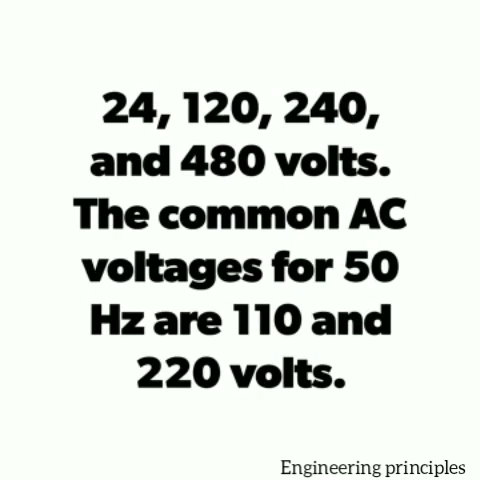 24, 120, 240,
and 480 volts.
The common AC
voltages for 50
Hz are 110 and
220 volts.
Engineering principles